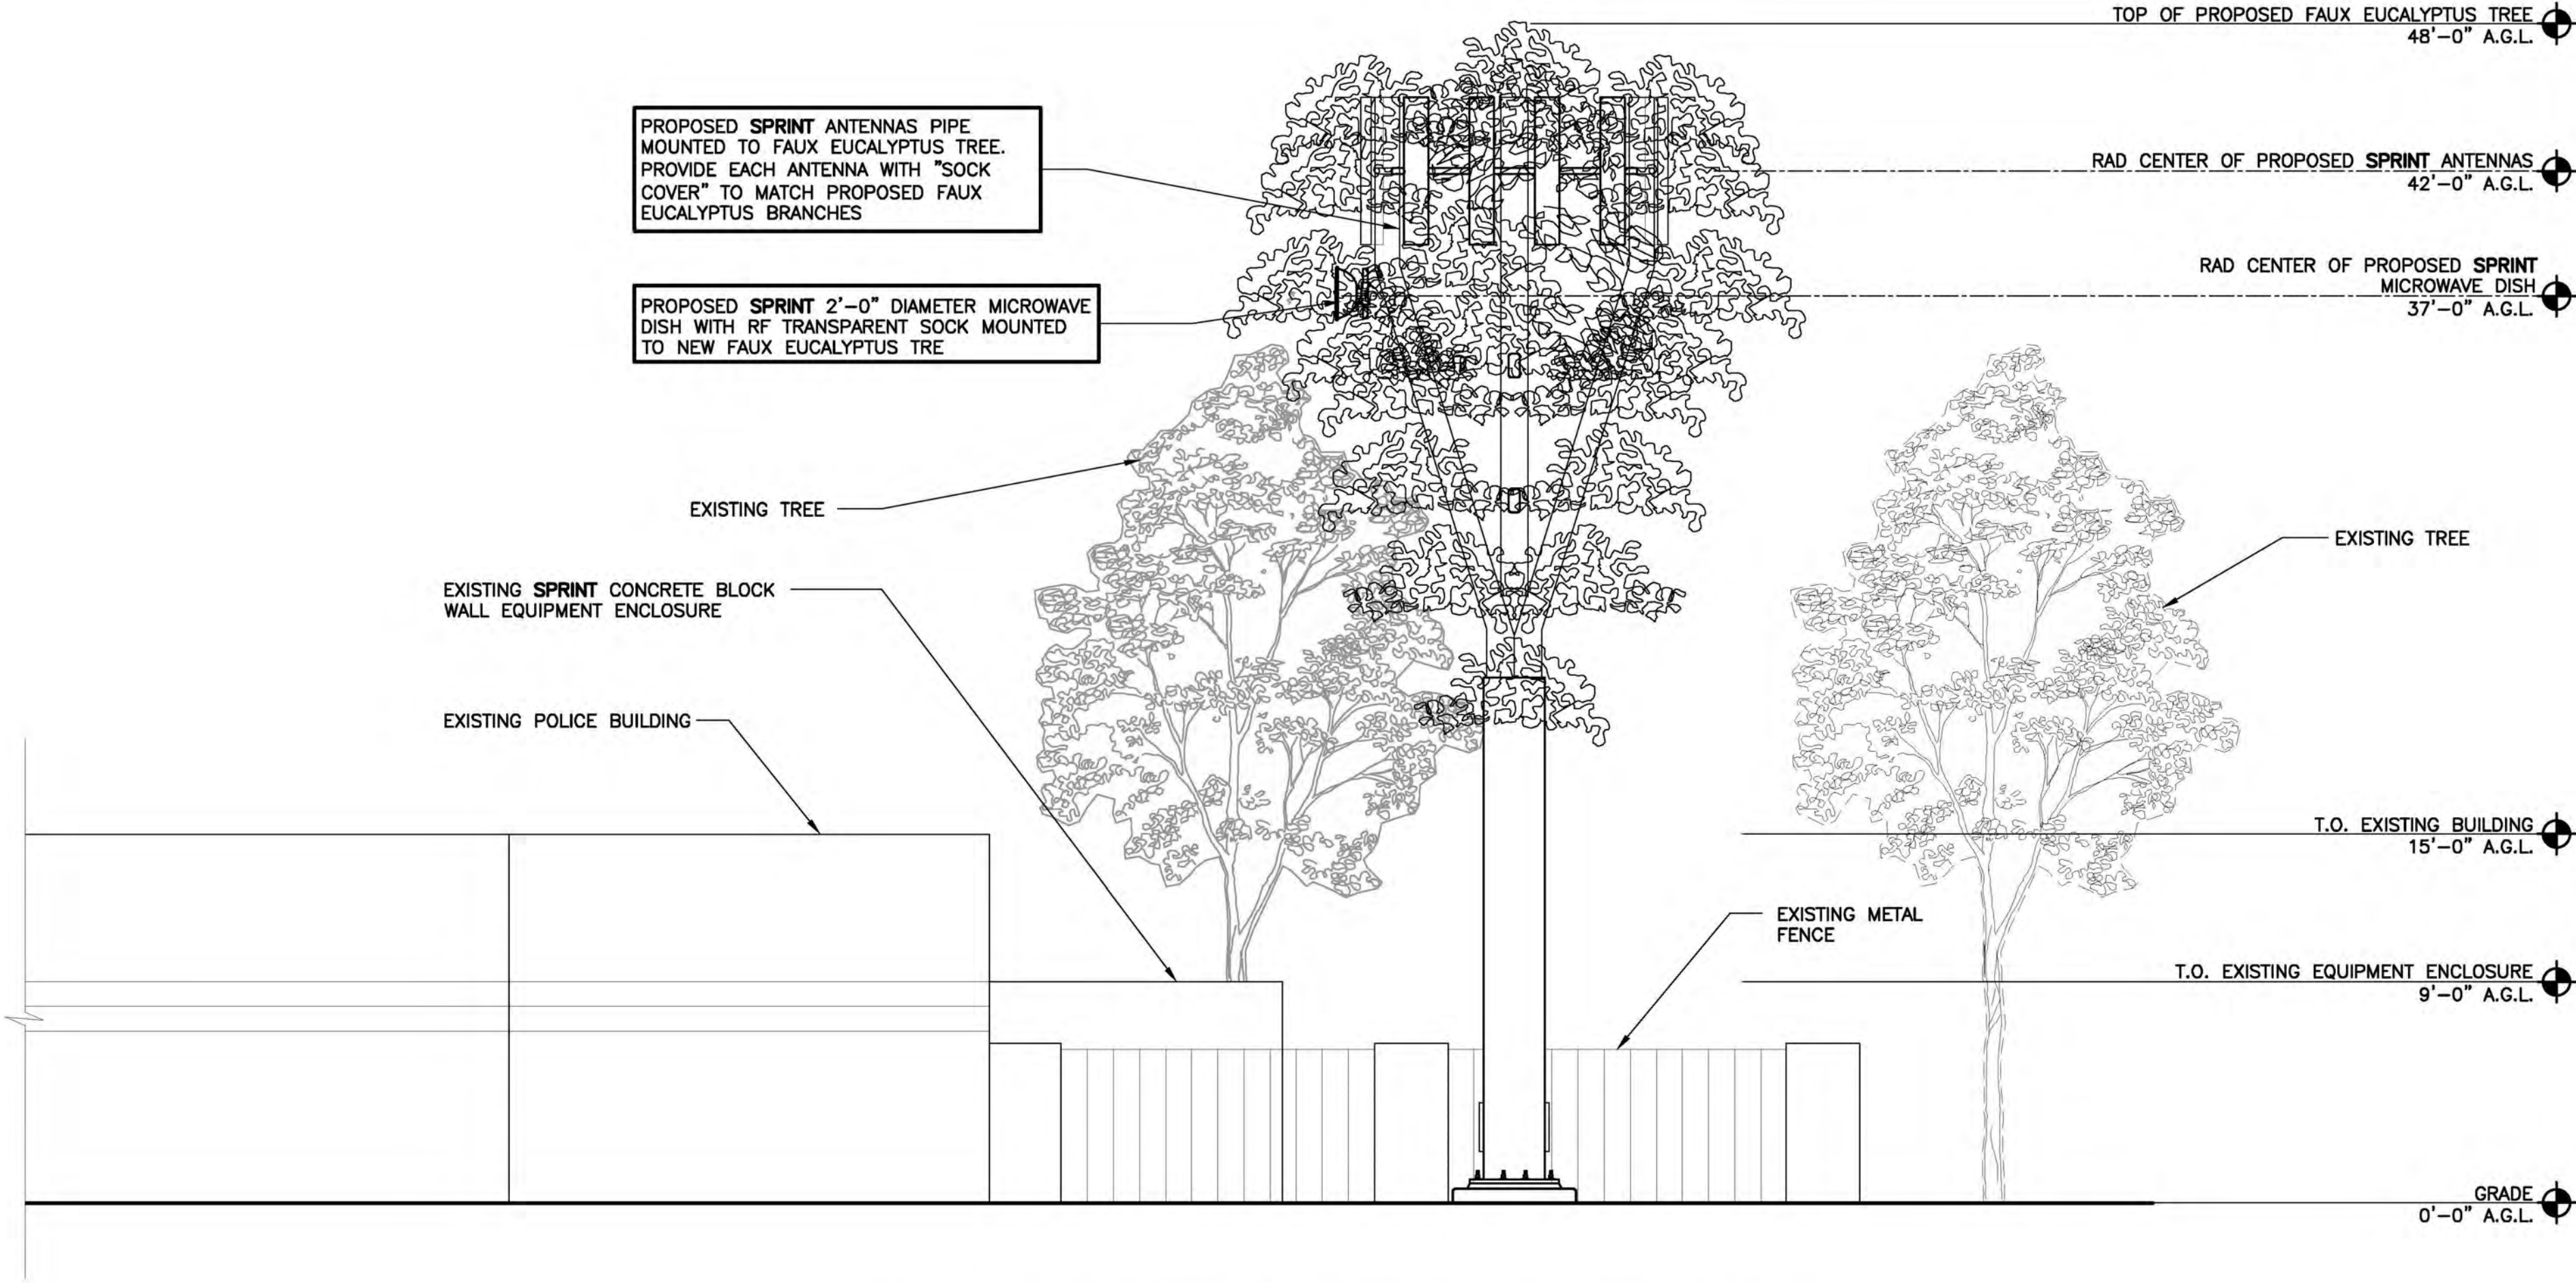 TOP OF PROPOSED FAUX EUCALYPTUS TREE
48'-0" A.G.L.
PROPOSED SPRINT ANTENNAS PIPE
MOUNTED TO FAUX EUCALYPTUS TREE.
PROVIDE EACH ANTENNA WITH "SOCK
COVER" TO MATCH PROPOSED FAUX
EUCALYPTUS BRANCHES
RAD CENTER OF PROPOSED SPRINT ANTENNAS
42'-0" A.G.L.
RAD CENTER OF PROPOSED SPRINT
MICROWAVE DISH
37'-0" A.G.L.
PROPOSED SPRINT 2'-0" DIAMETER MICROWAVE
DISH WITH RF TRANSPARENT SOCK MOUNTED
TO NEW FAUX EUCALYPTUS TRE
EXISTING TREE
EXISTING TREE
EXISTING SPRINT CONCRETE BLOCK
WALL EQUIPMENT ENCLOSURE
EXISTING POLICE BUILDING
T.O. EXISTING BUILDING
15'-0" A.G.L.
EXISTING METAL
FENCE
T.O. EXISTING EQUIPMENT ENCLOSURE
9'-0" A.G.L.
GRADE
0'-0" A.G.L.